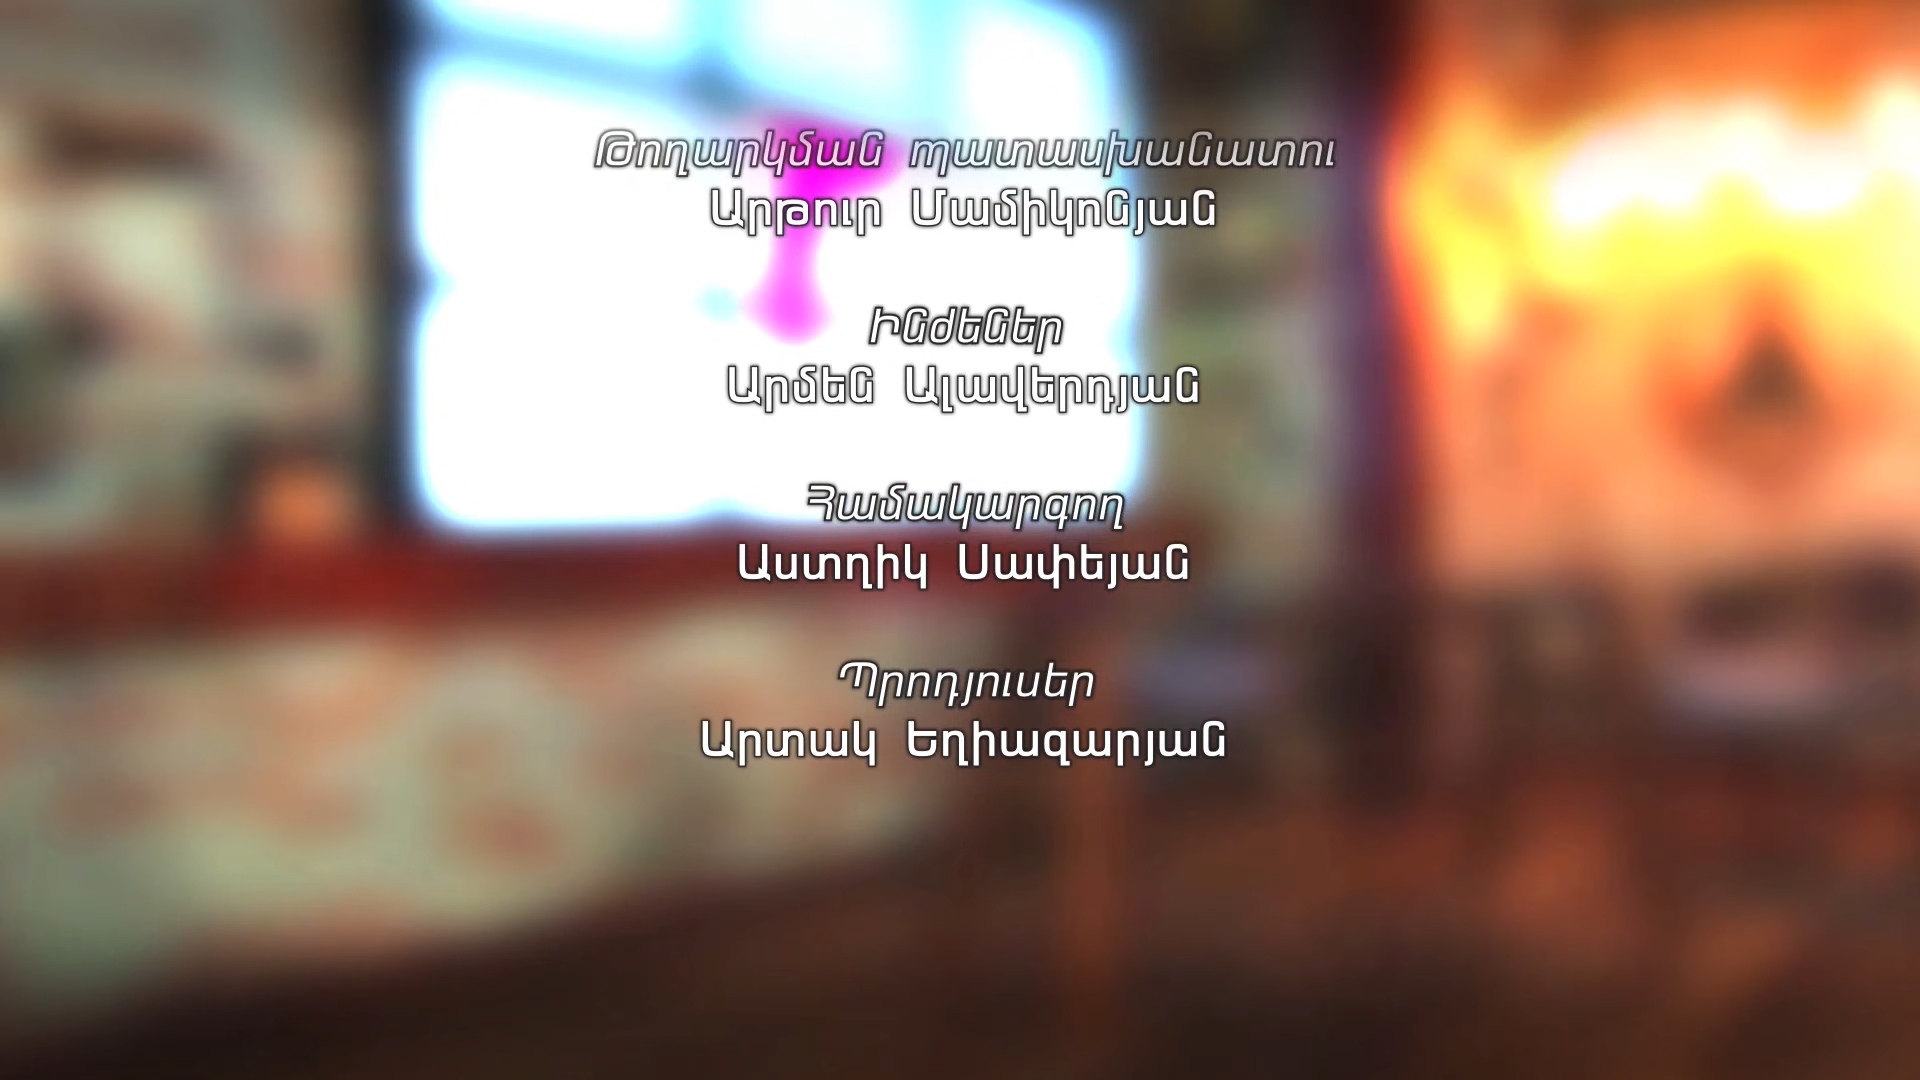 Թողարկման պատասխանատու
Արթուր Մամիկոնյան
Ինժեներ
Արմեն Ալավերդյան
Համակարգող
Աստղիկ Սափեյան
Պրոդյուսեր
Արտակ Եղիազարյան